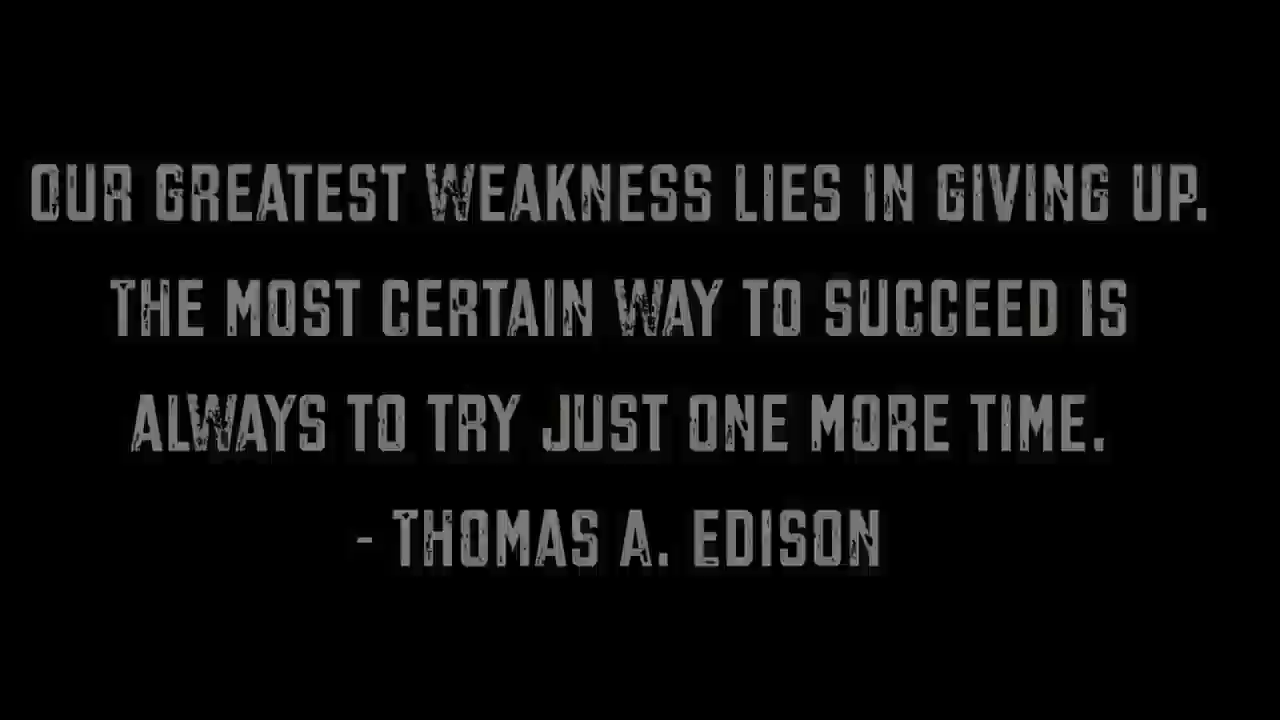 OUR GREATEST WEAKNESS LIES IN GIVING UP.
THE MOST CERTAIN WAY TO SUCCEED IS
ALWAYS TO TRY JUST ONE MORE TIME.
- THOMAS A. EDISON